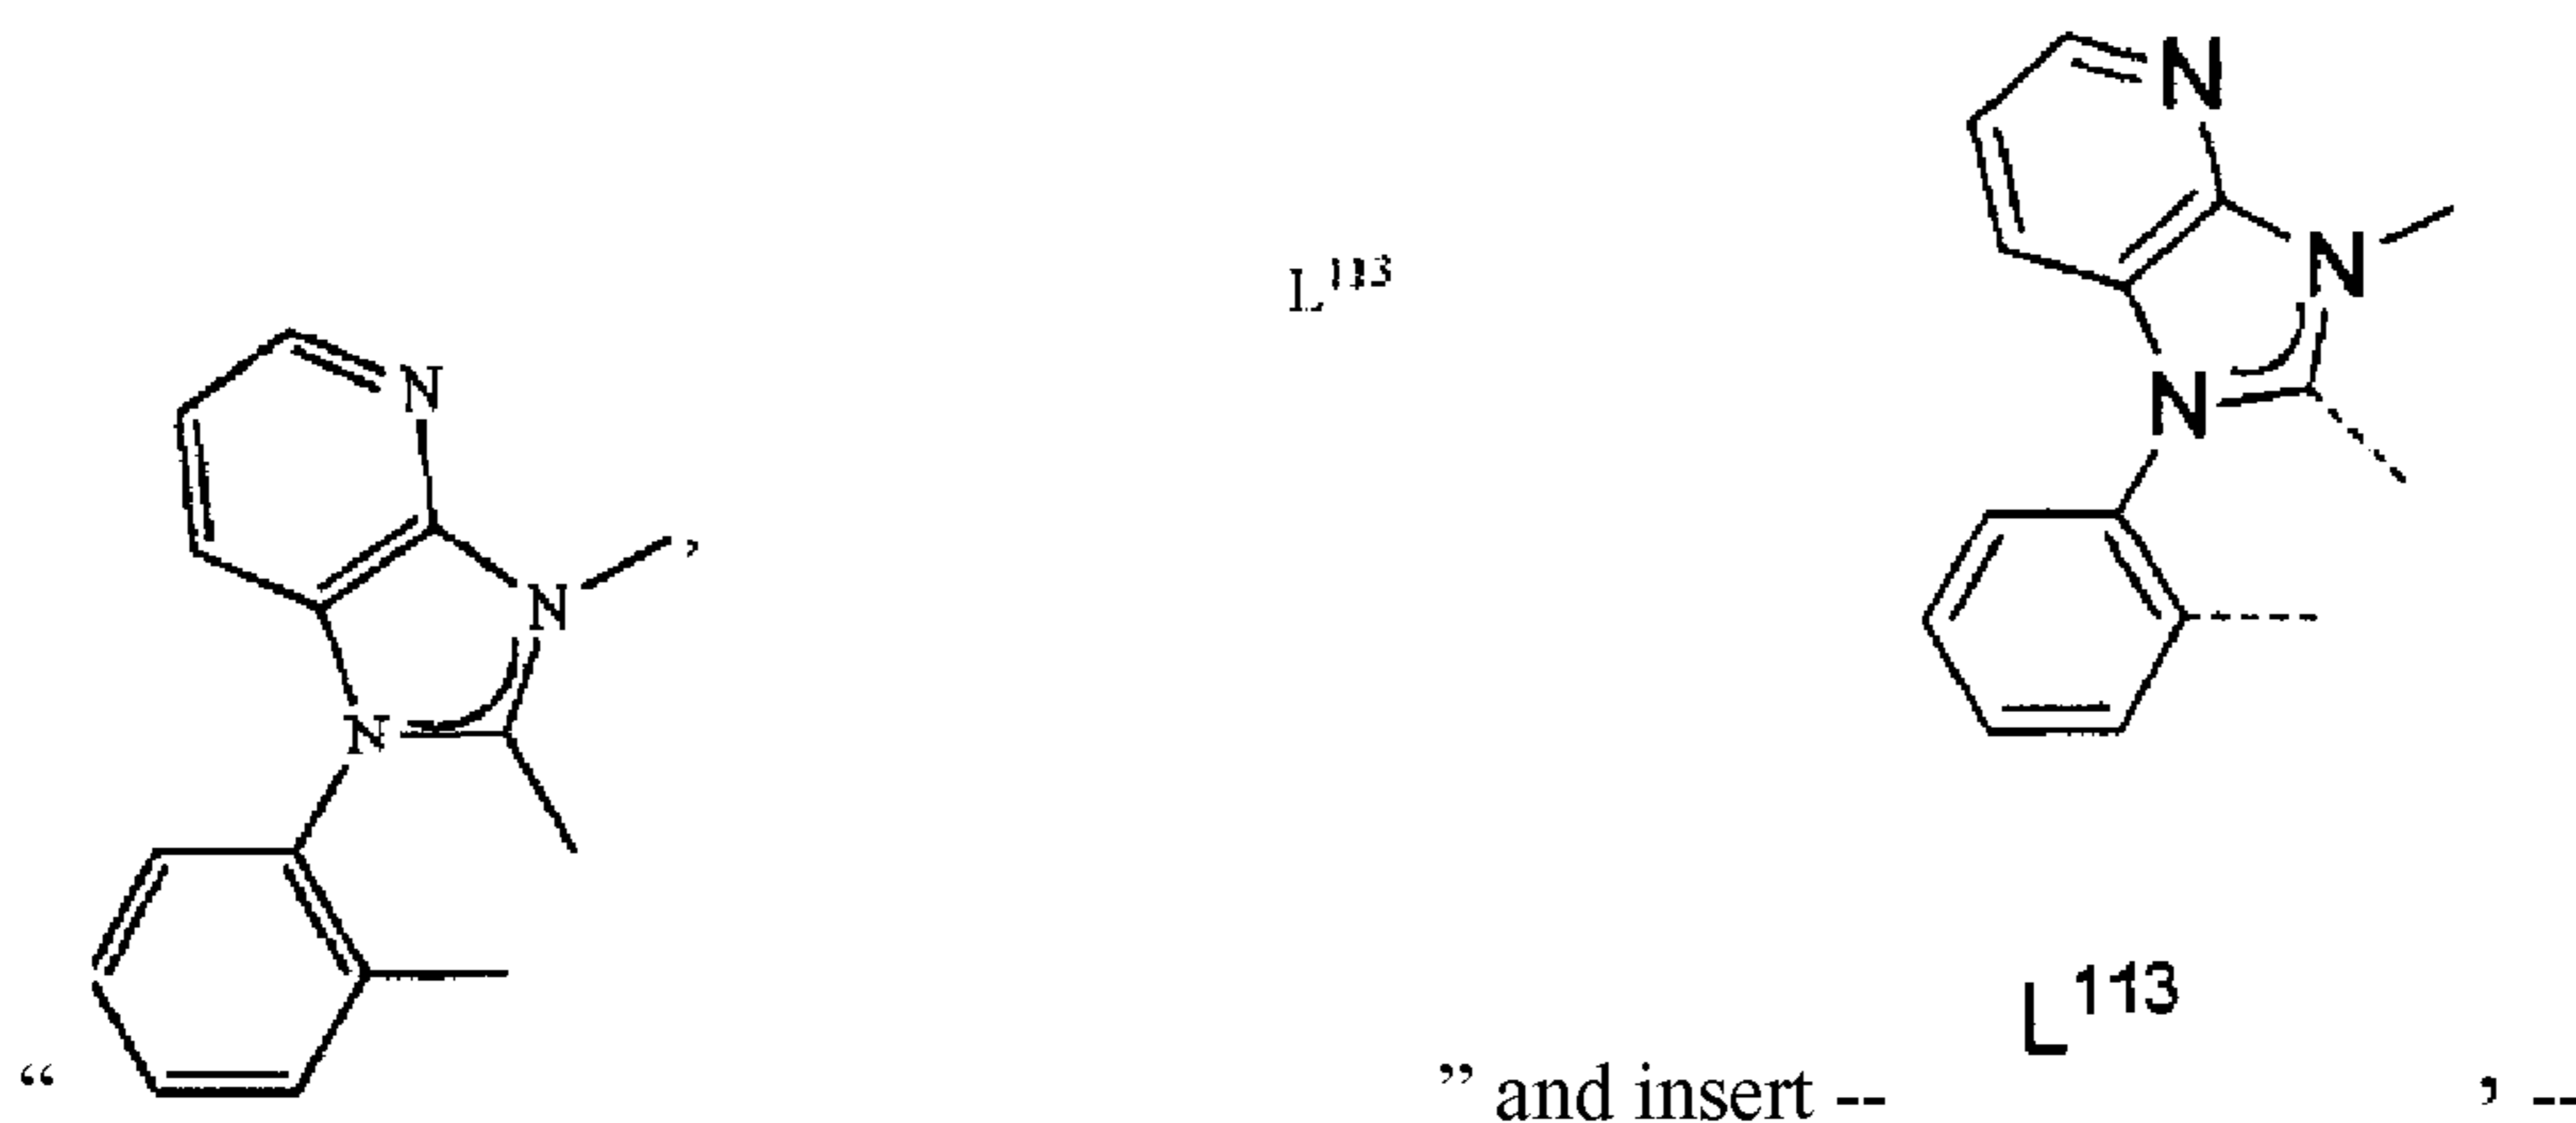 L¹¹³
N
N
N
,
N
N
N
L¹¹³
“ ” and insert -- , --